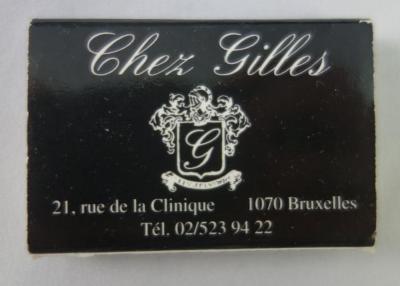 Chez Gilles
G
21, rue de la Clinique 1070 Bruxelles
Tél. 02/523 94 22